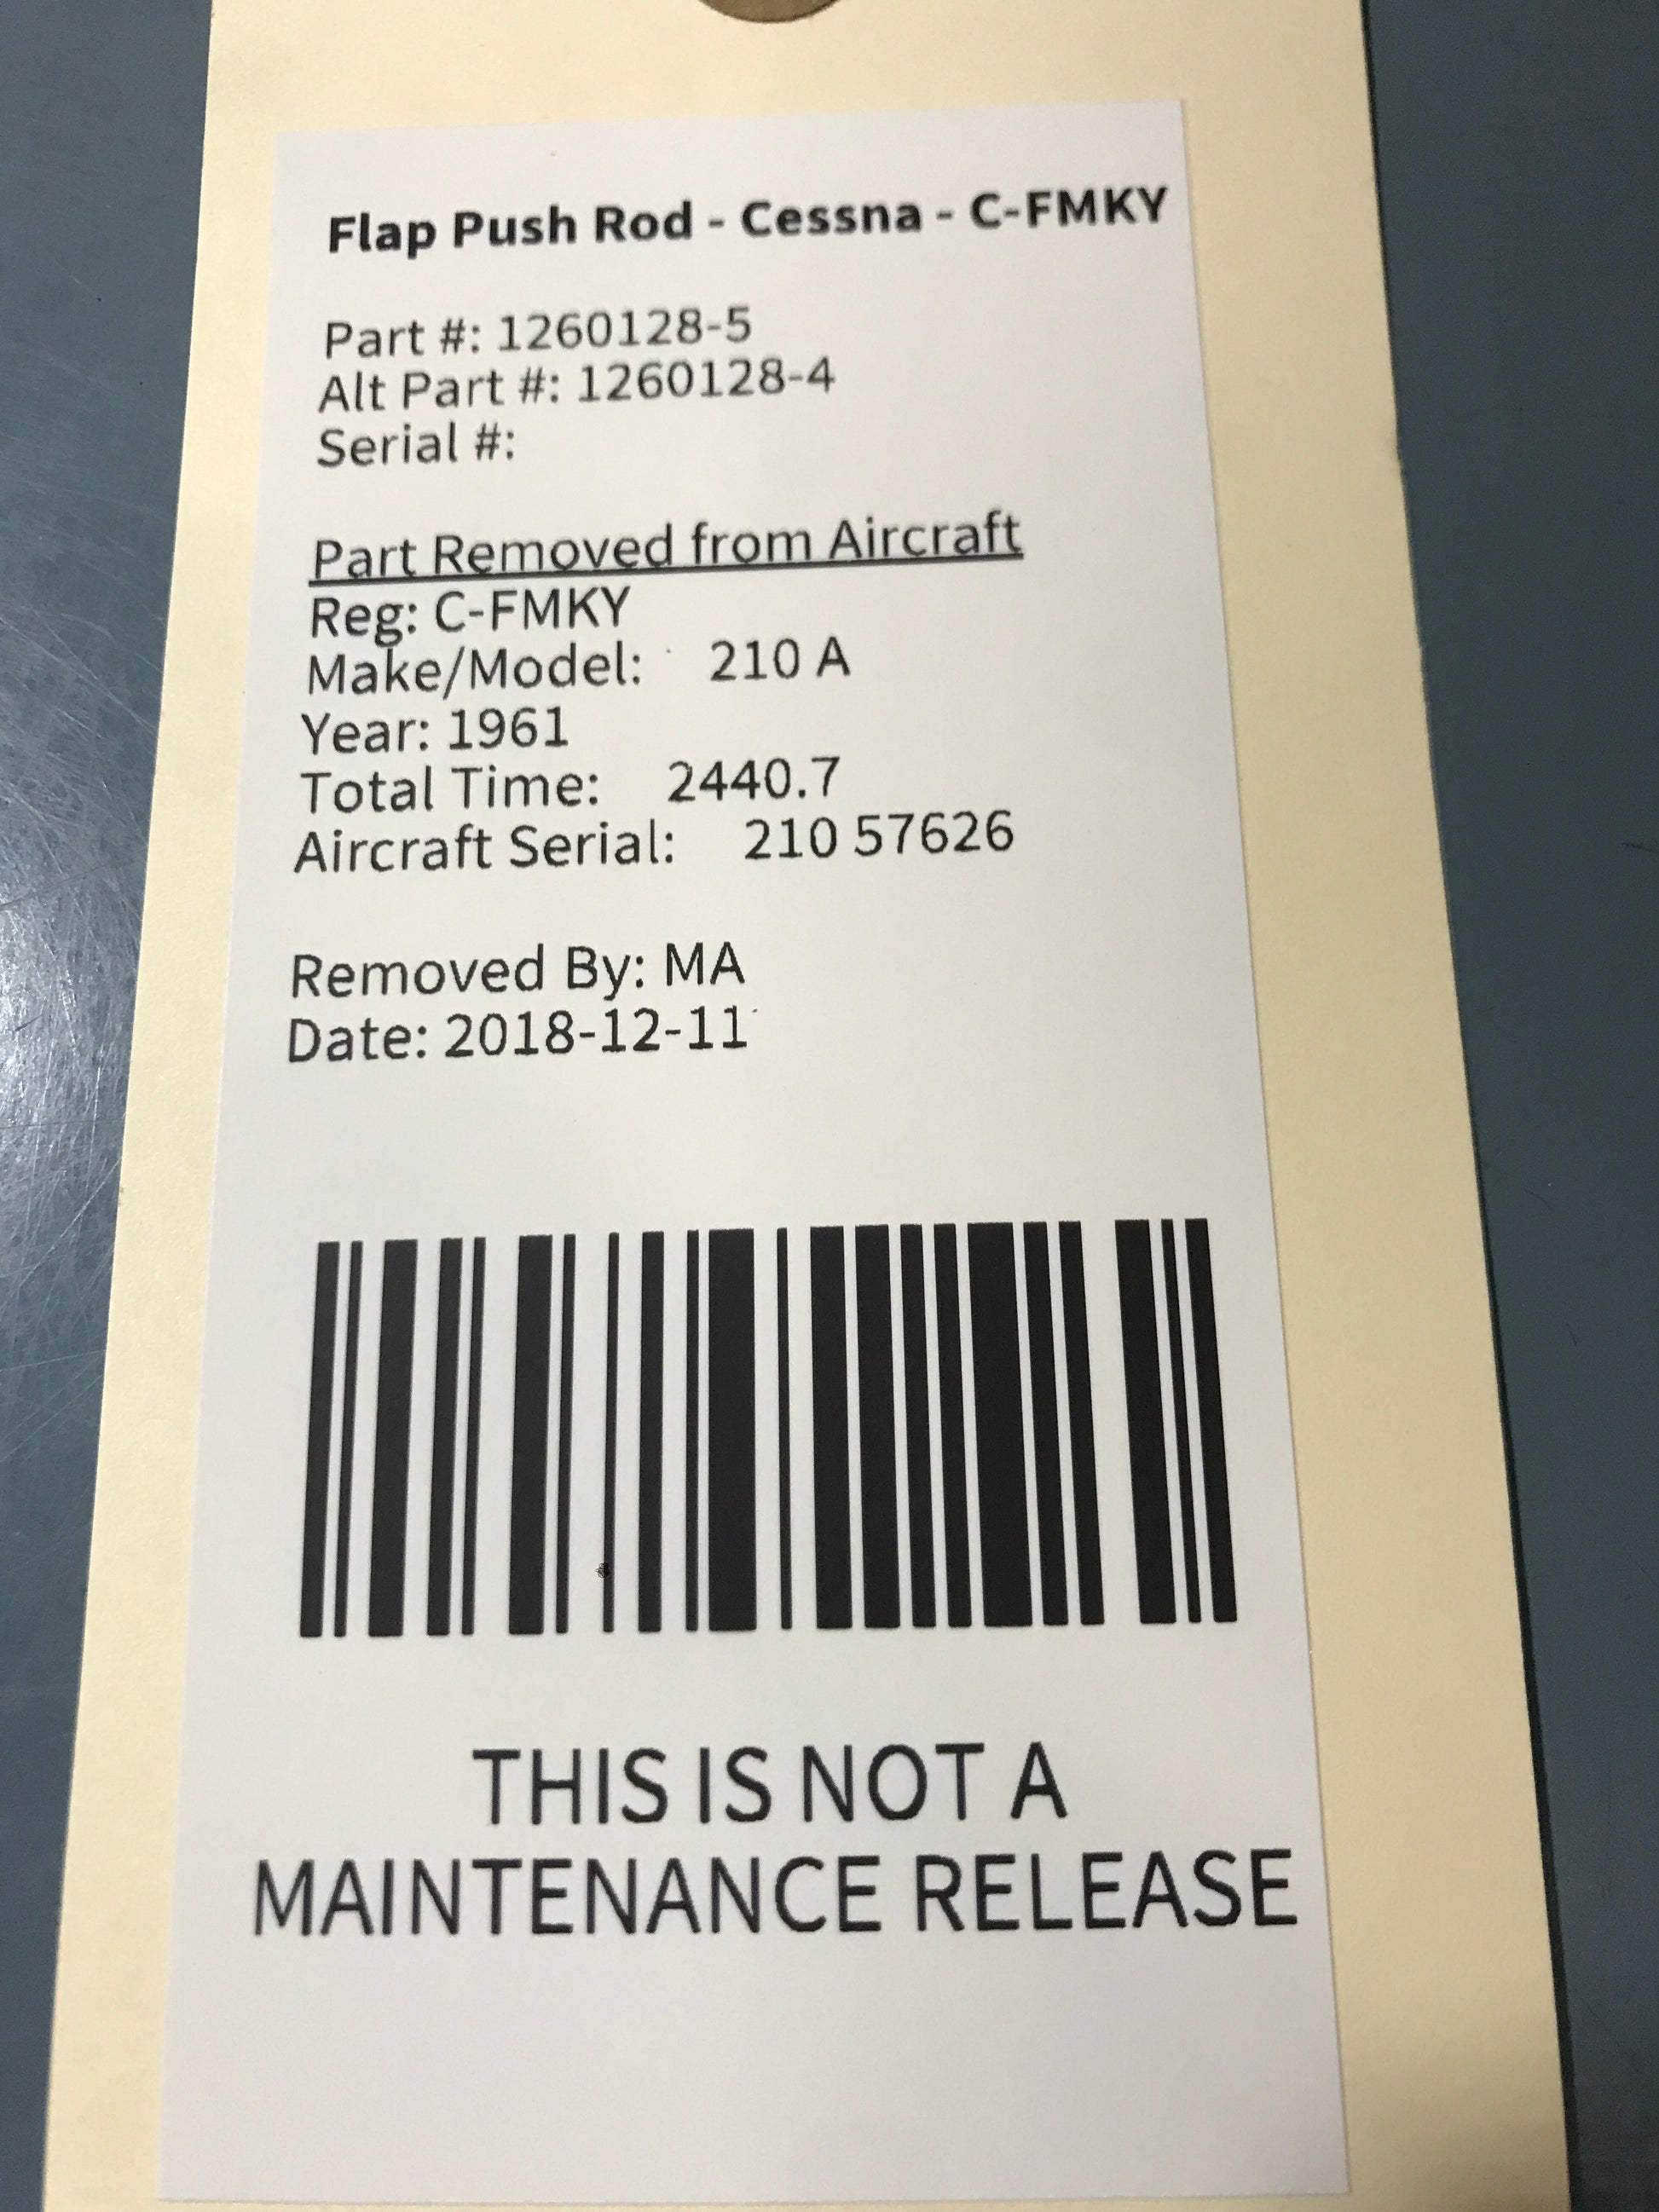 Flap Push Rod - Cessna - C-FMKY
Part #: 1260128-5
Alt Part #: 1260128-4
Serial #:
Part Removed from Aircraft
Reg: C-FMKY
Make/Model: 210 A
Year: 1961
Total Time: 2440.7
Aircraft Serial: 210 57626
Removed By: MA
Date: 2018-12-11
THIS IS NOT A
MAINTENANCE RELEASE